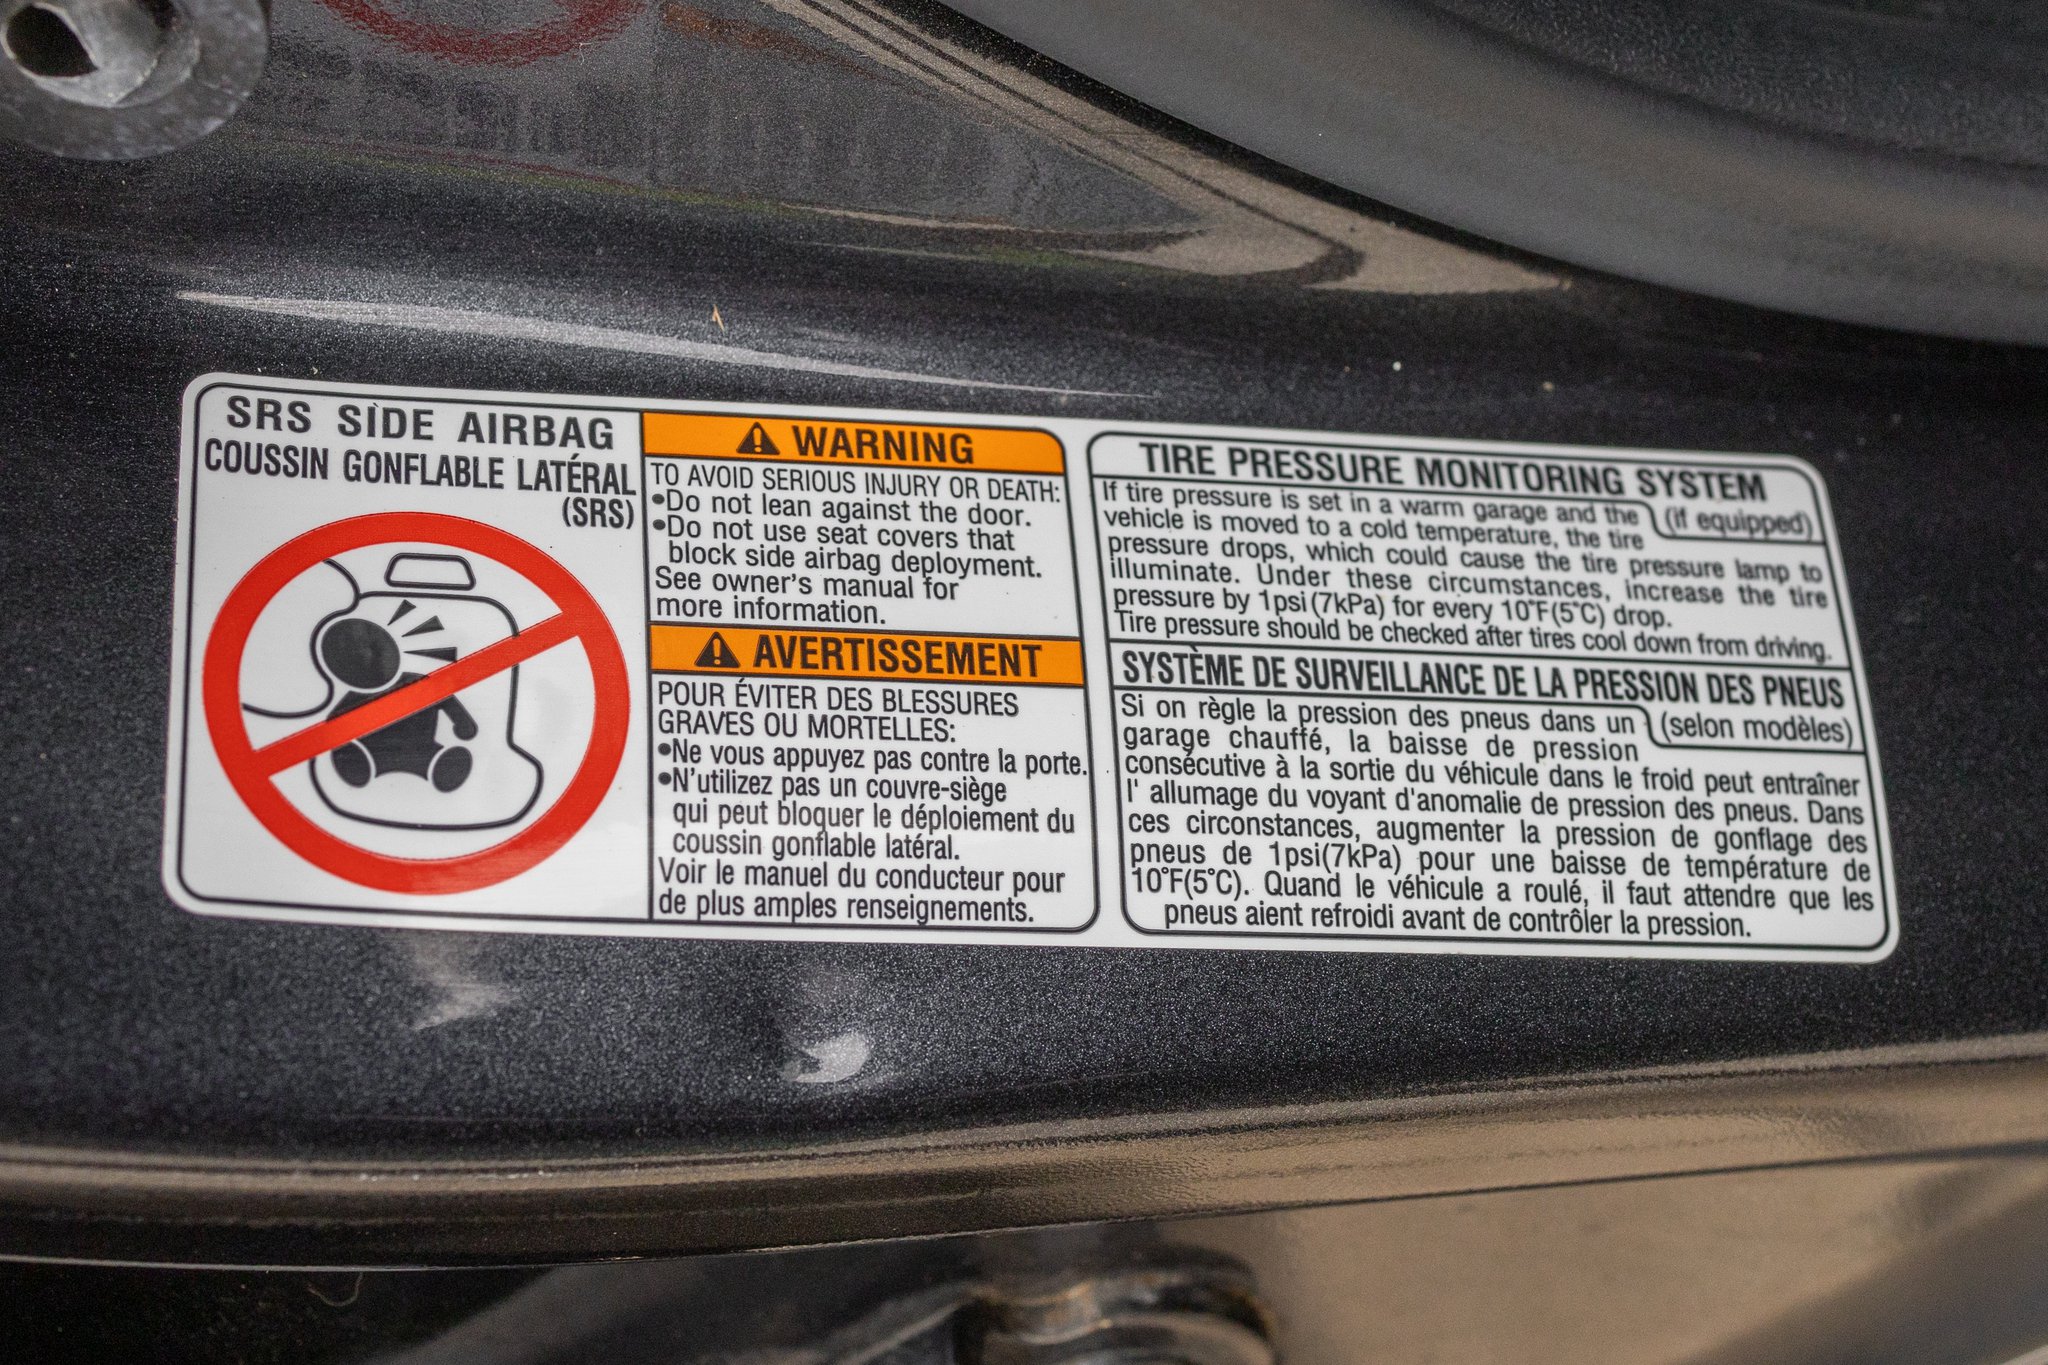 SRS SIDE AIRBAG
COUSSIN GONFLABLE LATÉRAL
(SRS)
WARNING
TO AVOID SERIOUS INJURY OR DEATH:
•Do not lean against the door.
•Do not use seat covers that
block side airbag deployment.
See owner's manual for
more information.
AVERTISSEMENT
POUR ÉVITER DES BLESSURES
GRAVES OU MORTELLES:
•Ne vous appuyez pas contre la porte.
•N'utilizez pas un couvre-siège
qui peut bloquer le déploiement du
coussin gonflable latéral.
Voir le manuel du conducteur pour
de plus amples renseignements.
TIRE PRESSURE MONITORING SYSTEM
(if equipped)
If tire pressure is set in a warm garage and the
vehicle is moved to a cold temperature, the tire
pressure drops, which could cause the tire pressure lamp to
illuminate. Under these circumstances, increase the tire
pressure by 1psi(7kPa) for every 10°F(5°C) drop.
Tire pressure should be checked after tires cool down from driving.
SYSTÈME DE SURVEILLANCE DE LA PRESSION DES PNEUS
(selon modèles)
Si on règle la pression des pneus dans un
garage chauffé, la baisse de pression
consécutive à la sortie du véhicule dans le froid peut entraîner
l' allumage du voyant d'anomalie de pression des pneus. Dans
ces circonstances, augmenter la pression de gonflage des
pneus de 1psi(7kPa) pour une baisse de température de
10°F(5°C). Quand le véhicule a roulé, il faut attendre que les
pneus aient refroidi avant de contrôler la pression.